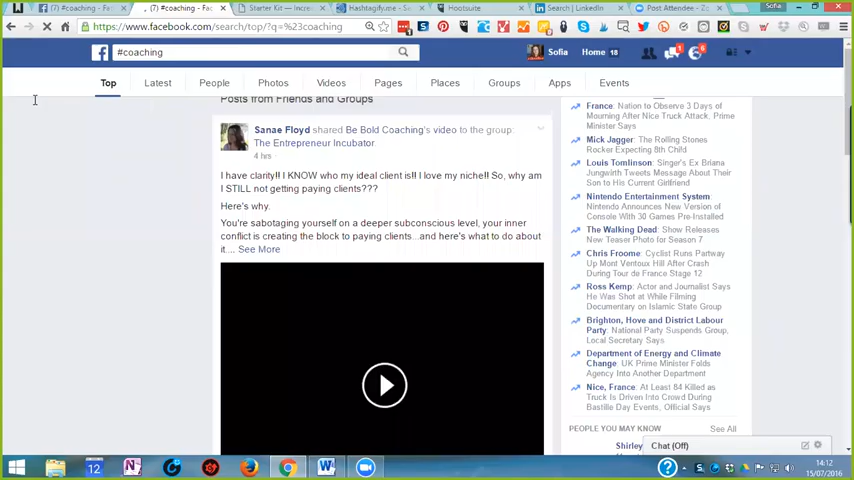 (7) #coaching
(7) #coaching - Fac
Starter Kit — Increa
Hashtagify.me - Se
Hootsuite
Search | LinkedIn
Post Attendee - Zo
Sofia
https://www.facebook.com/search/top/?q=%23coaching
#coaching
Sofia
Home 18
1
6
Top
Latest
People
Photos
Videos
Pages
Places
Groups
Apps
Events
Posts from Friends and Groups
Sanae Floyd shared Be Bold Coaching's video to the group:
The Entrepreneur Incubator.
4 hrs
I have clarity!! I KNOW who my ideal client is!! I love my niche!! So, why am
I STILL not getting paying clients???
Here's why.
You're sabotaging yourself on a deeper subconscious level, your inner
conflict is creating the block to paying clients...and here's what to do about
it.... See More
France: Nation to Observe 3 Days of
Mourning After Nice Truck Attack, Prime
Minister Says
Mick Jagger: The Rolling Stones
Rocker Expecting 8th Child
Louis Tomlinson: Singer's Ex Briana
Jungwirth Tweets Message About Their
Son to His Current Girlfriend
Nintendo Entertainment System:
Nintendo Announces New Version of
Console With 30 Games Pre-Installed
The Walking Dead: Show Releases
New Teaser Photo for Season 7
Chris Froome: Cyclist Runs Partway
Up Mont Ventoux Hill After Crash
During Tour de France Stage 12
Ross Kemp: Actor and Journalist Says
He Was Shot at While Filming
Documentary on Islamic State Group
Brighton, Hove and District Labour
Party: National Party Suspends Group,
Local Secretary Says
Department of Energy and Climate
Change: UK Prime Minister Folds
Agency Into Another Department
Nice, France: At Least 84 Killed as
Truck Is Driven Into Crowd During
Bastille Day Events, Official Says
PEOPLE YOU MAY KNOW
See All
Shirley
Chat (Off)
12
14:12
15/07/2016